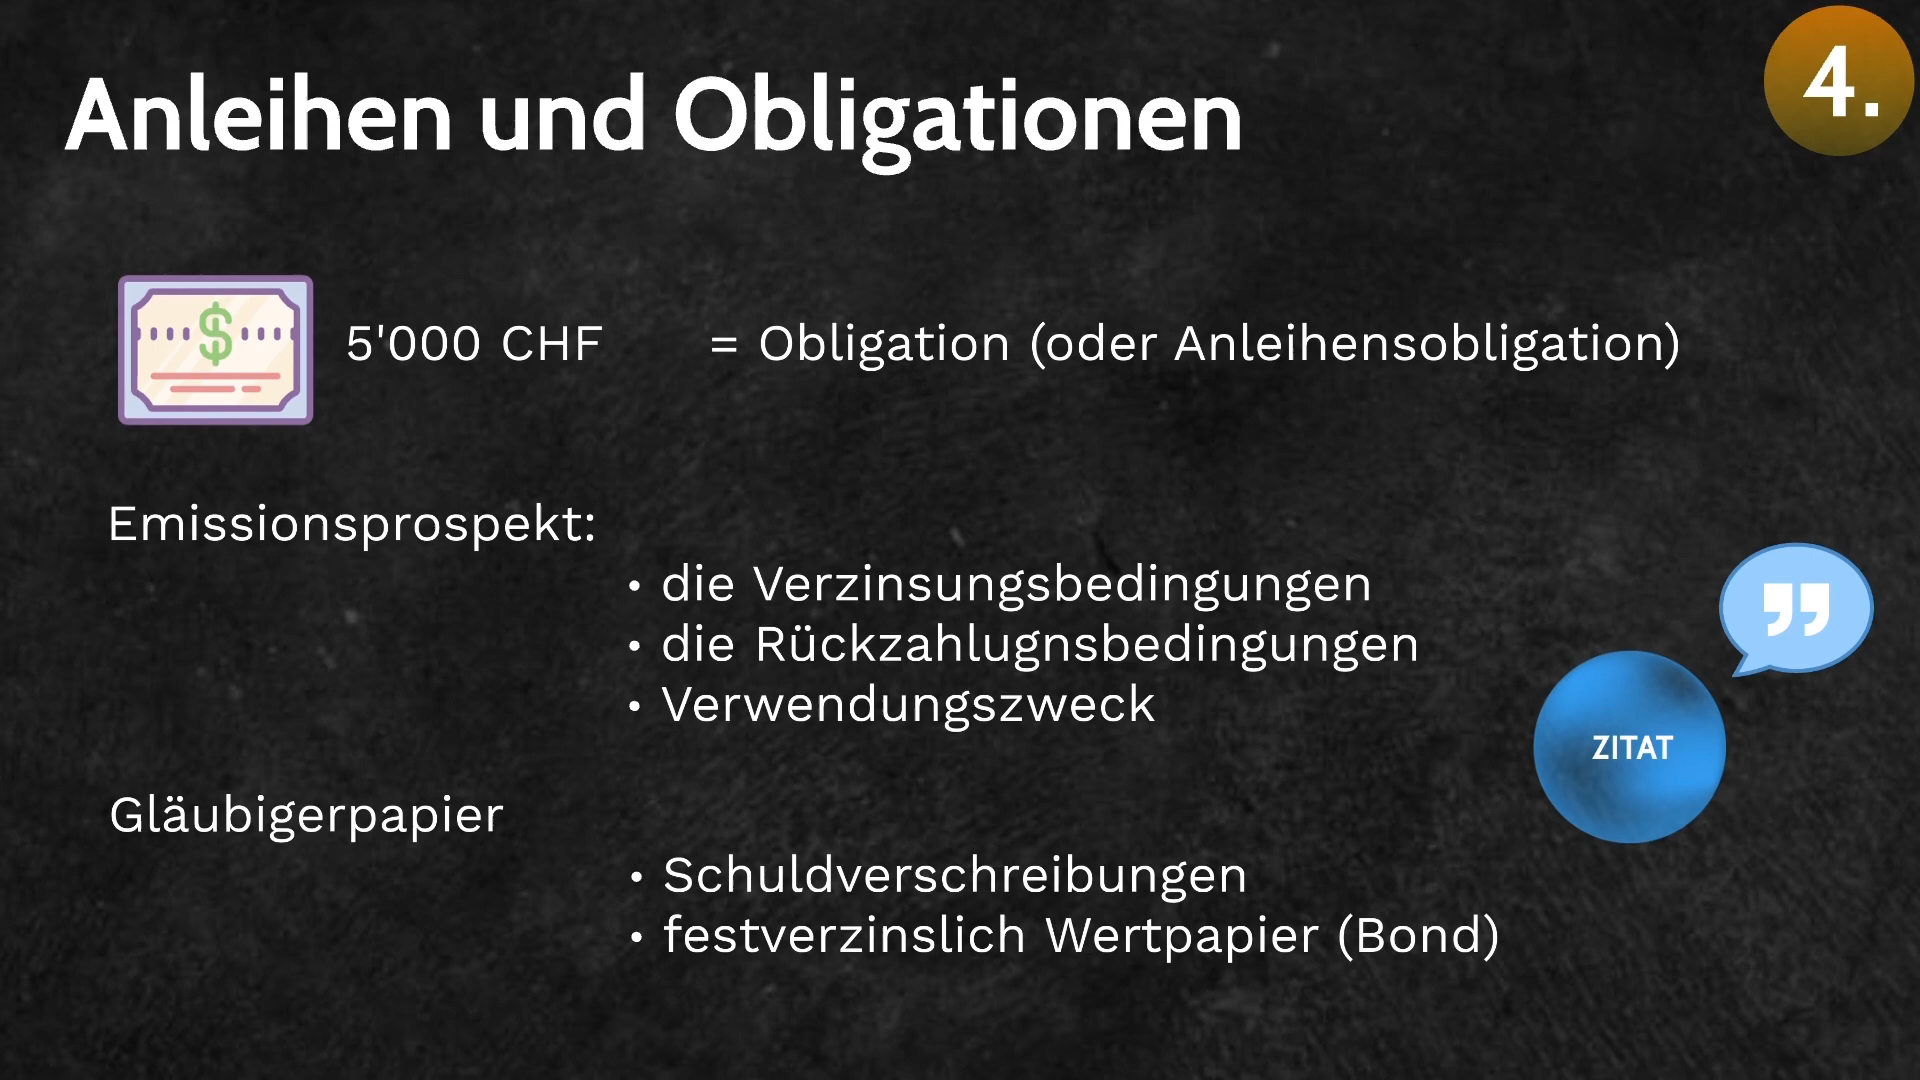 4.
Anleihen und Obligationen
$
5'000 CHF = Obligation (oder Anleihensobligation)
Emissionsprospekt:
• die Verzinsungsbedingungen
• die Rückzahlugnsbedingungen
• Verwendungszweck
ZITAT
Gläubigerpapier
• Schuldverschreibungen
• festverzinslich Wertpapier (Bond)